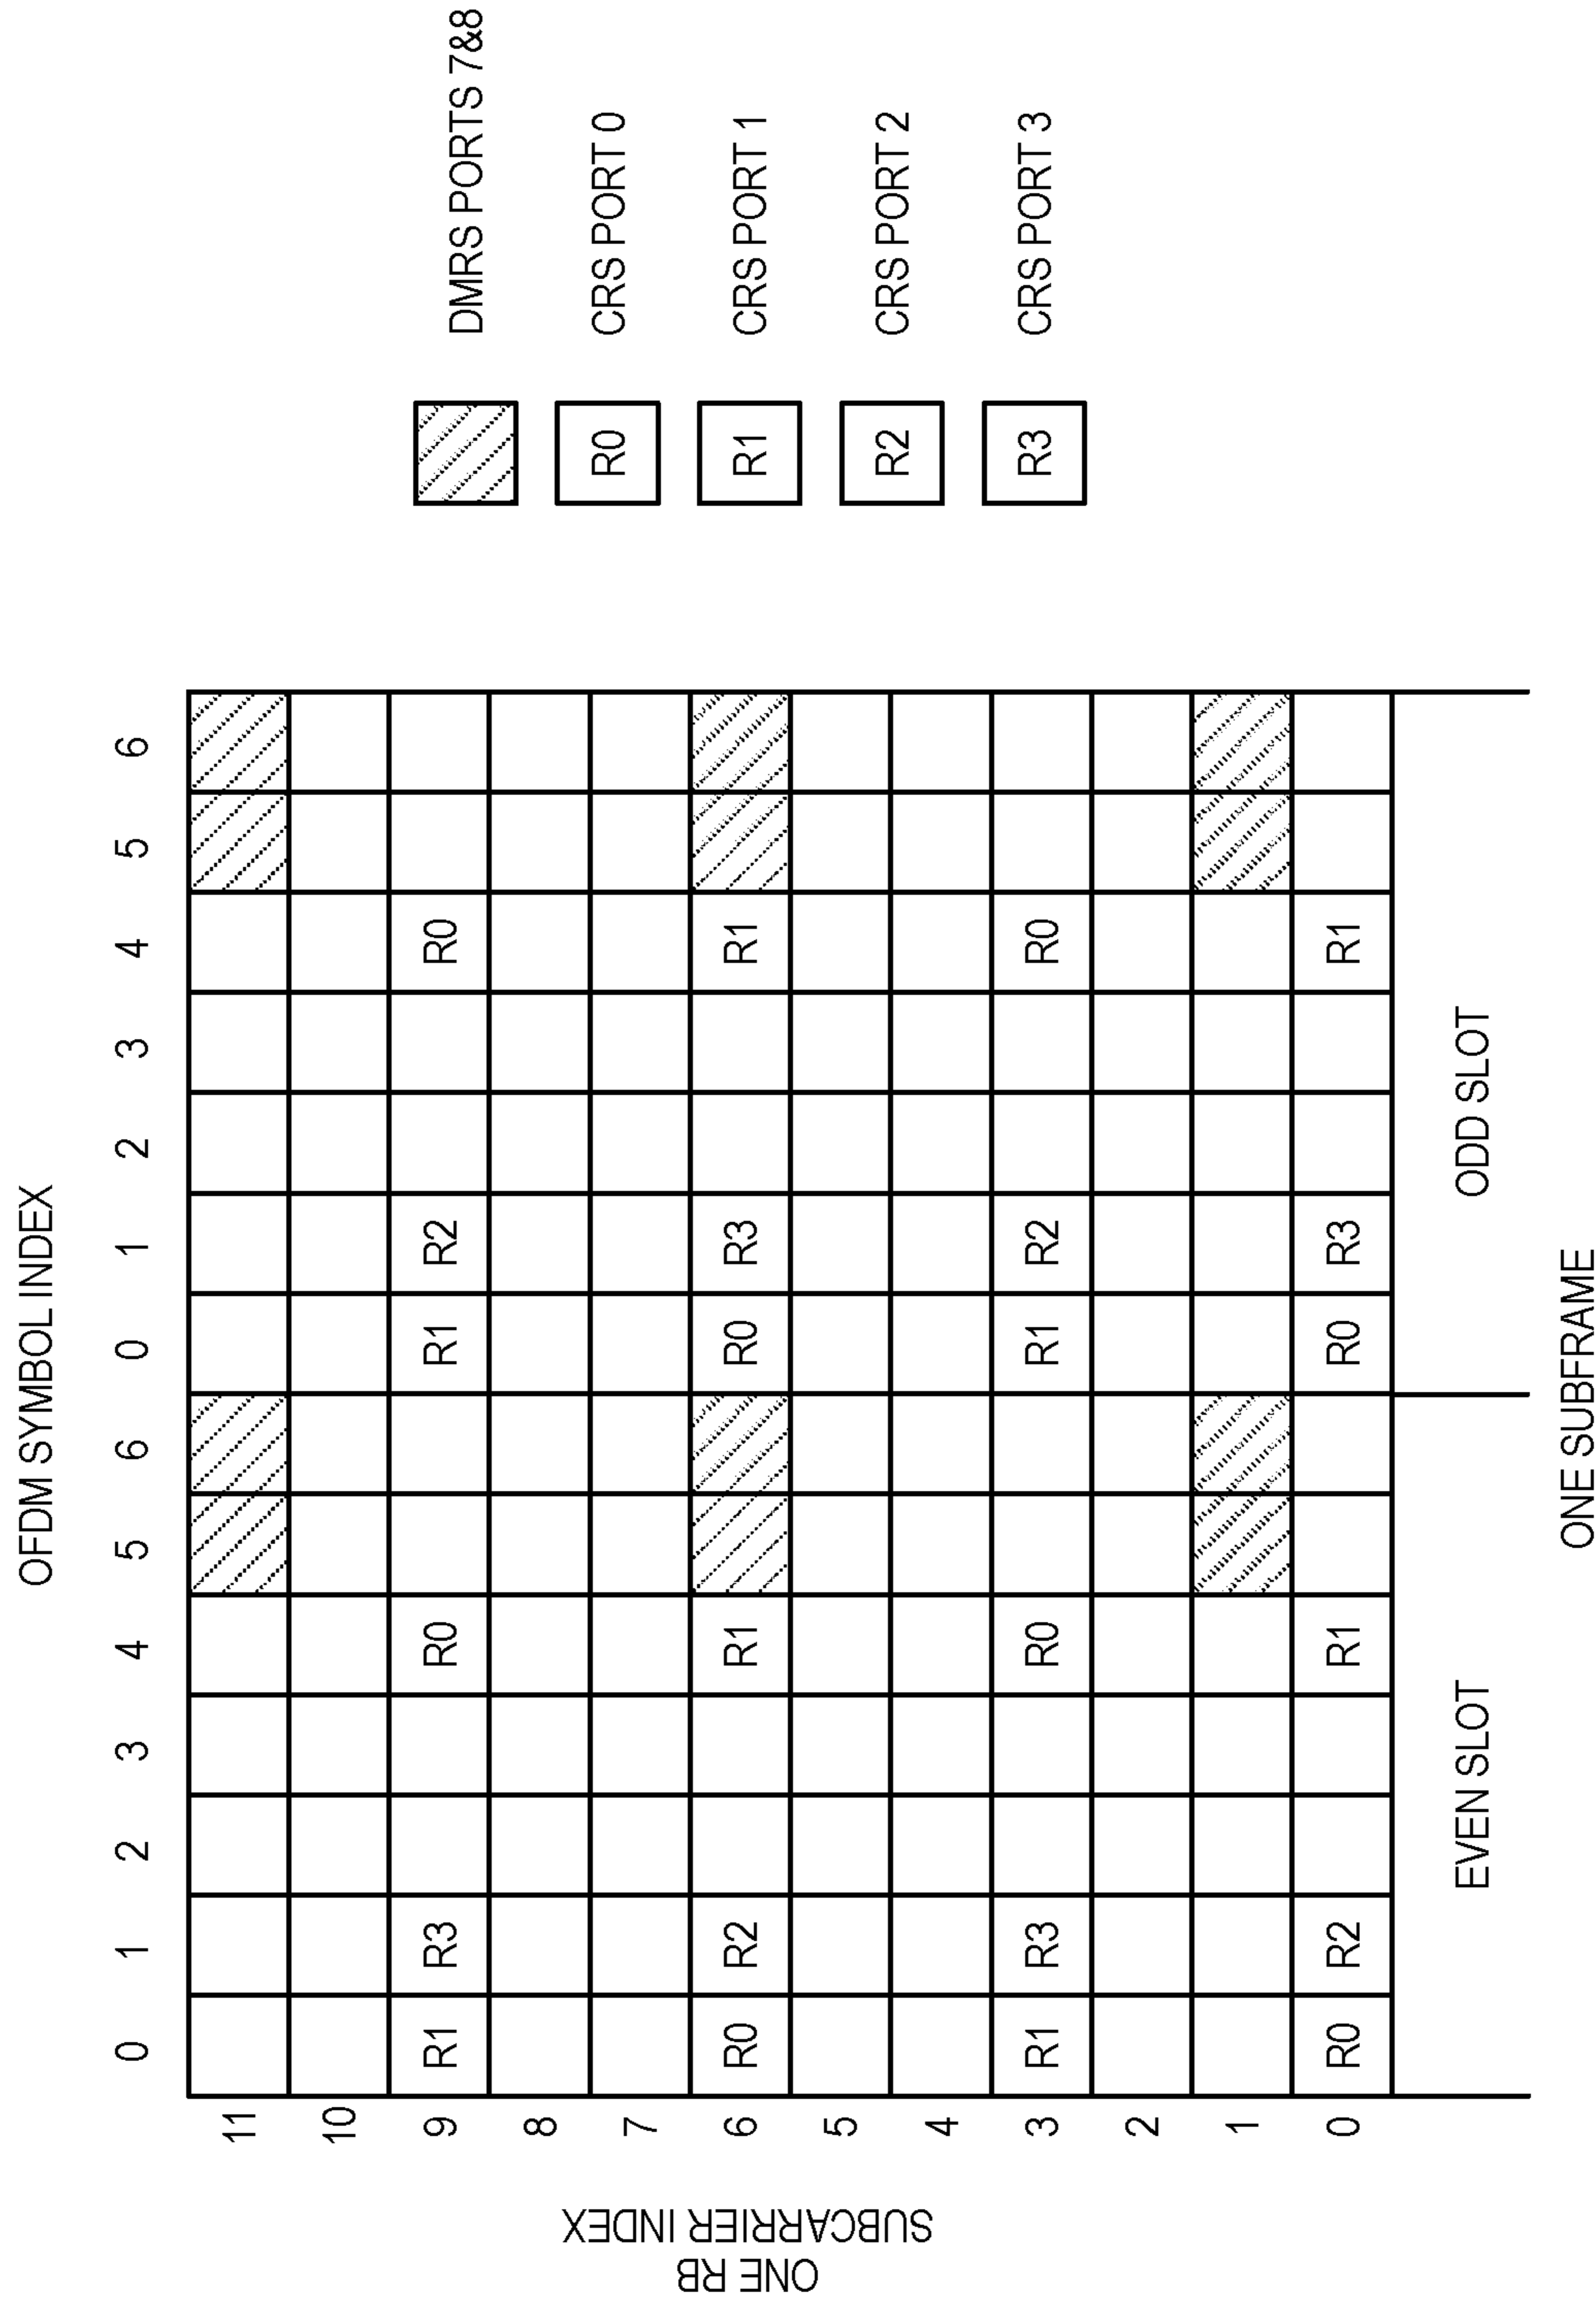 OFDM SYMBOL INDEX
0 1 2 3 4 5 6 0 1 2 3 4 5 6
11
10
9 R1 R3 R0 R1 R2 R0
8
7
6 R0 R2 R1 R0 R3 R1
5
4
3 R1 R3 R0 R1 R2 R0
2
1
0 R0 R2 R1 R0 R3 R1
ONE RB
SUBCARRIER INDEX
EVEN SLOT ODD SLOT
ONE SUBFRAME
DMRS PORTS 7&8
R0 CRS PORT 0
R1 CRS PORT 1
R2 CRS PORT 2
R3 CRS PORT 3